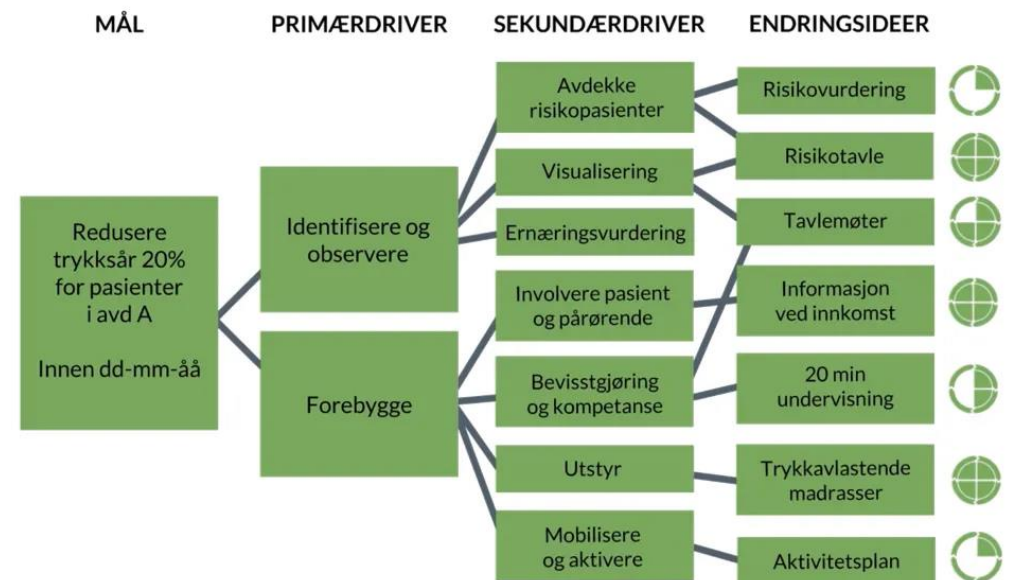 MÅL
PRIMÆRDRIVER
SEKUNDÆRDRIVER
ENDRINGSIDEER
Redusere
trykksår 20%
for pasienter
i avd A
Innen dd-mm-åå
Identifisere og
observere
Forebygge
Avdekke
risikopasienter
Visualisering
Ernæringsvurdering
Involvere pasient
og pårørende
Bevisstgjøring
og kompetanse
Utstyr
Mobilisere
og aktivere
Risikovurdering
Risikotavle
Tavlemøter
Informasjon
ved innkomst
20 min
undervisning
Trykkavlastende
madrasser
Aktivitetsplan